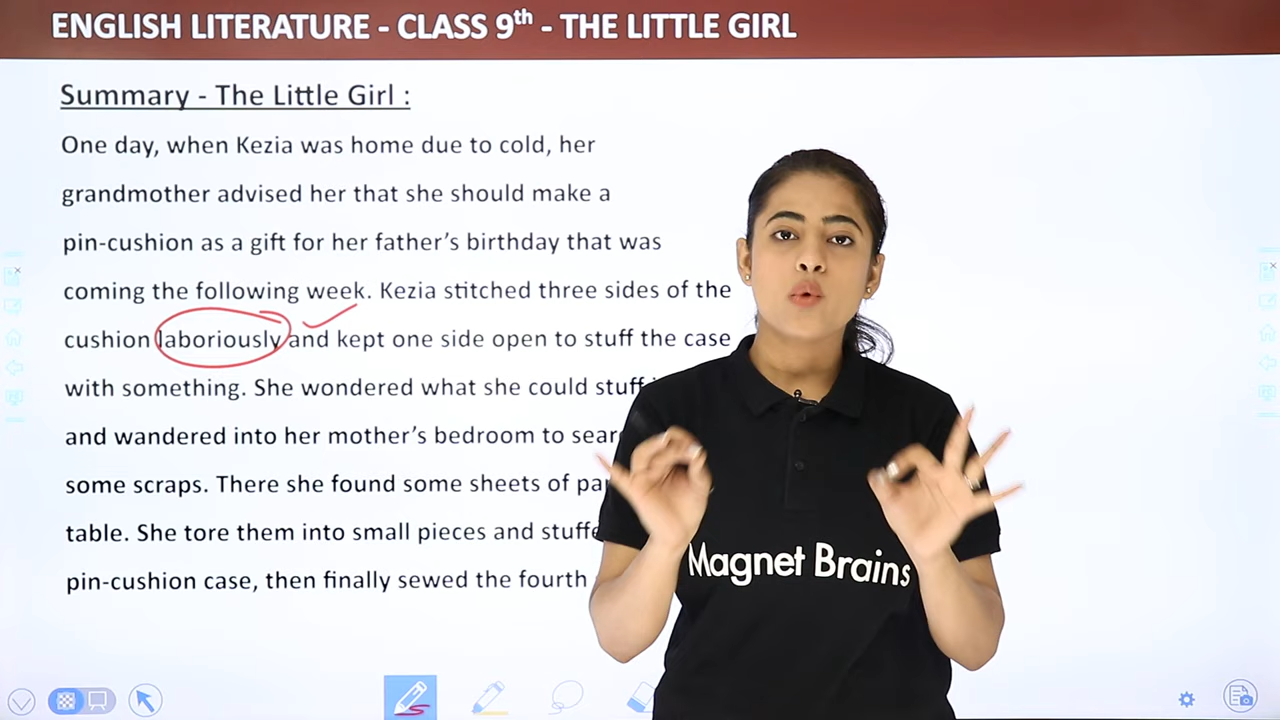 ENGLISH LITERATURE - CLASS 9th - THE LITTLE GIRL
Summary - The Little Girl :
One day, when Kezia was home due to cold, her
grandmother advised her that she should make a
pin-cushion as a gift for her father’s birthday that was
coming the following week. Kezia stitched three sides of the
cushion laboriously and kept one side open to stuff the case
with something. She wondered what she could stuff
and wandered into her mother’s bedroom to
some scraps. There she found some sheets of
table. She tore them into small pieces and
pin-cushion case, then finally sewed the fourth
Magnet Brains